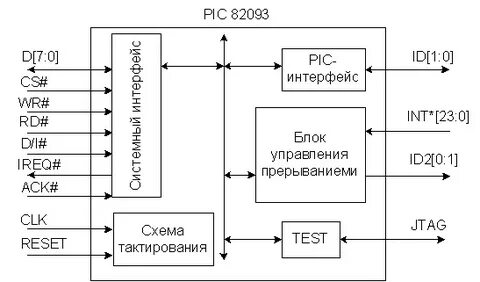 PIC 82093
D[7:0]
CS#
WR#
RD#
D/I#
IREQ#
ACK#
CLK
RESET
Системный интерфейс
Схема
тактирования
PIC-
интерфейс
Блок
управления
прерываниеми
TEST
ID[1:0]
INT*[23:0]
ID2[0:1]
JTAG